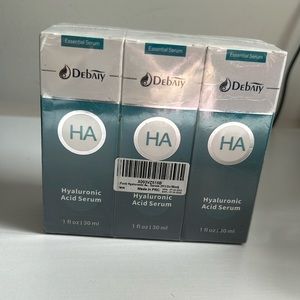 Essential Serum
Essential Serum
Essential Serum
Debaiy
Debaiy
Debaiy
HA
HA
HA
Hyaluronic
Acid Serum
1 fl oz | 30 ml
Hyaluronic
Acid Serum
1 fl oz | 30 ml
Hyaluronic
Acid Serum
1 fl oz | 30 ml
Made in PRC